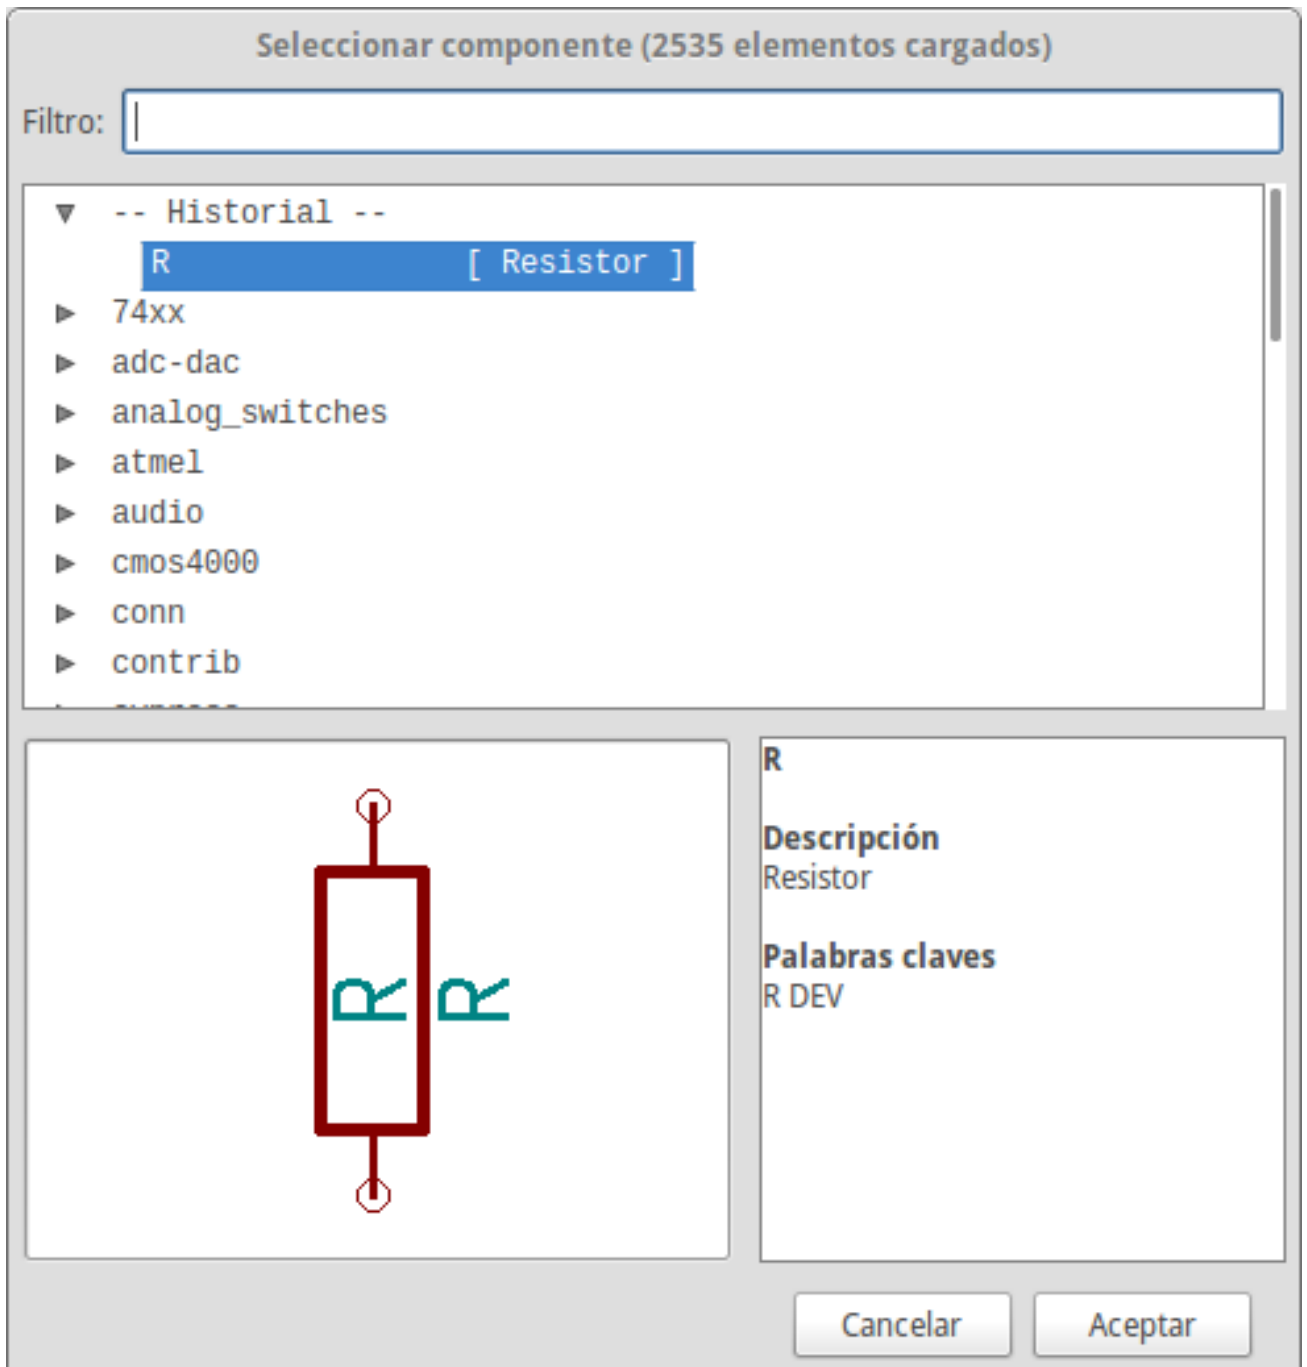 Seleccionar componente (2535 elementos cargados)
Filtro:
-- Historial --
R [ Resistor ]
74xx
adc-dac
analog_switches
atmel
audio
cmos4000
conn
contrib
R
Descripción
Resistor
Palabras claves
R DEV
R R
Cancelar Aceptar